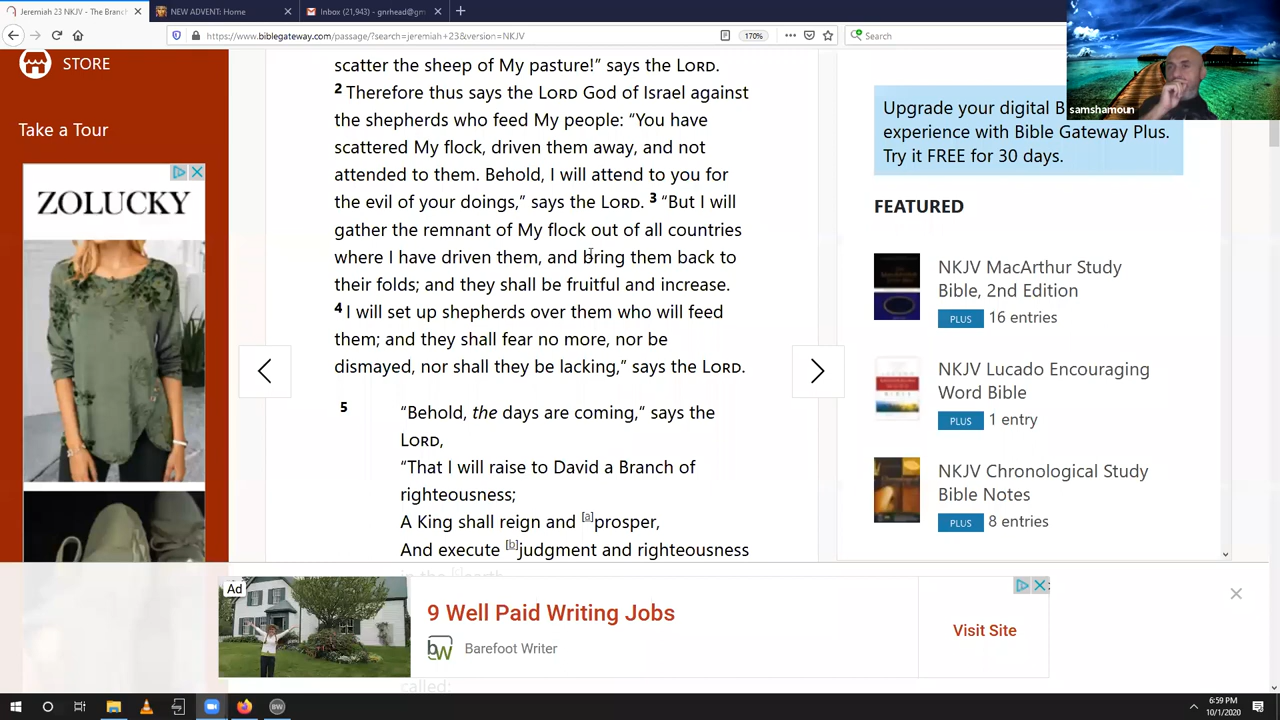 Jeremiah 23 NKJV - The Branch
NEW ADVENT: Home
Inbox (21,943) - gnrhead@gm
https://www.biblegateway.com/passage/?search=jeremiah+23&version=NKJV
170%
Search
samshamoun
STORE
Take a Tour
ZOLUCKY
scatter the sheep of My pasture!” says the LORD.
2 Therefore thus says the LORD God of Israel against
the shepherds who feed My people: “You have
scattered My flock, driven them away, and not
attended to them. Behold, I will attend to you for
the evil of your doings,” says the LORD. 3 “But I will
gather the remnant of My flock out of all countries
where I have driven them, and bring them back to
their folds; and they shall be fruitful and increase.
4 I will set up shepherds over them who will feed
them; and they shall fear no more, nor be
dismayed, nor shall they be lacking,” says the LORD.
5 “Behold, the days are coming,” says the
LORD,
“That I will raise to David a Branch of
righteousness;
A King shall reign and [a]prosper,
And execute [b]judgment and righteousness
in the [c]earth
called:
Upgrade your digital B
experience with Bible Gateway Plus.
Try it FREE for 30 days.
FEATURED
NKJV MacArthur Study
Bible, 2nd Edition
PLUS 16 entries
NKJV Lucado Encouraging
Word Bible
PLUS 1 entry
NKJV Chronological Study
Bible Notes
PLUS 8 entries
Ad
9 Well Paid Writing Jobs
bW Barefoot Writer
Visit Site
BW
6:59 PM
10/1/2020